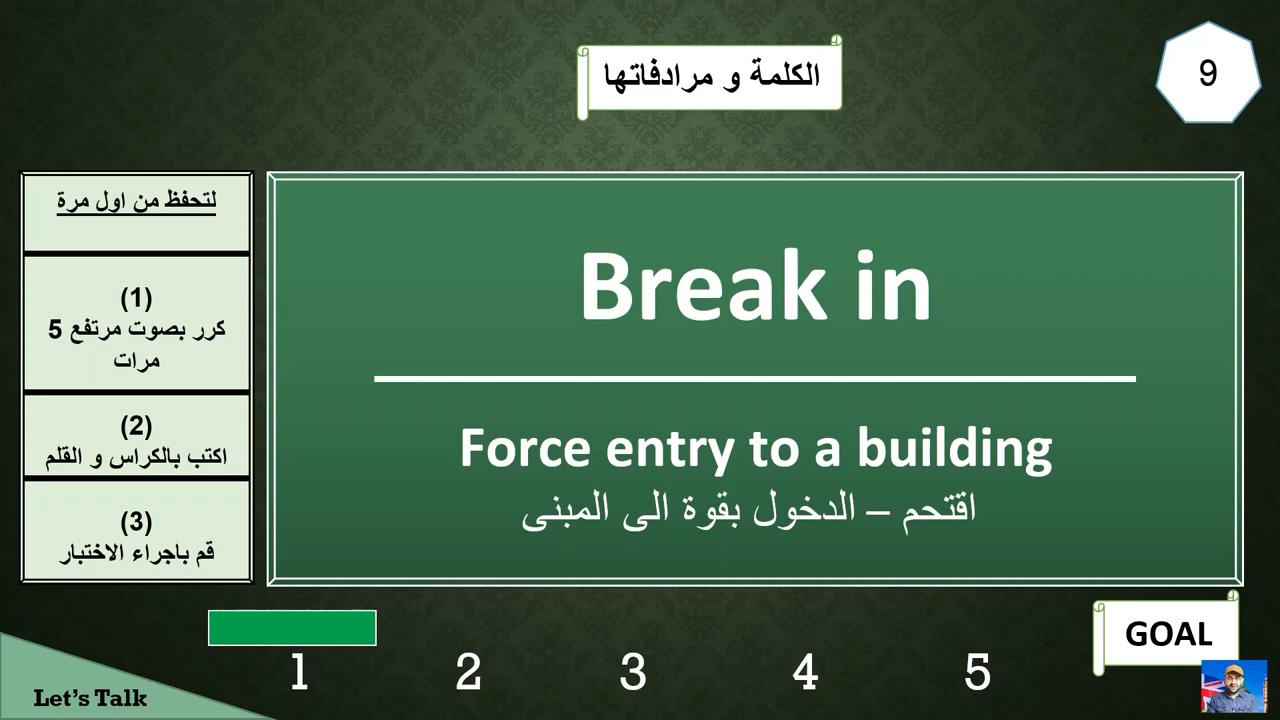 الكلمة و مرادفاتها
9
لتحفظ من اول مرة
(1)
كرر بصوت مرتفع 5
مرات
(2)
اكتب بالكراس و القلم
(3)
قم باجراء الاختبار
Break in
Force entry to a building
اقتحم – الدخول بقوة الى المبنى
1 2 3 4 5
GOAL
Let's Talk